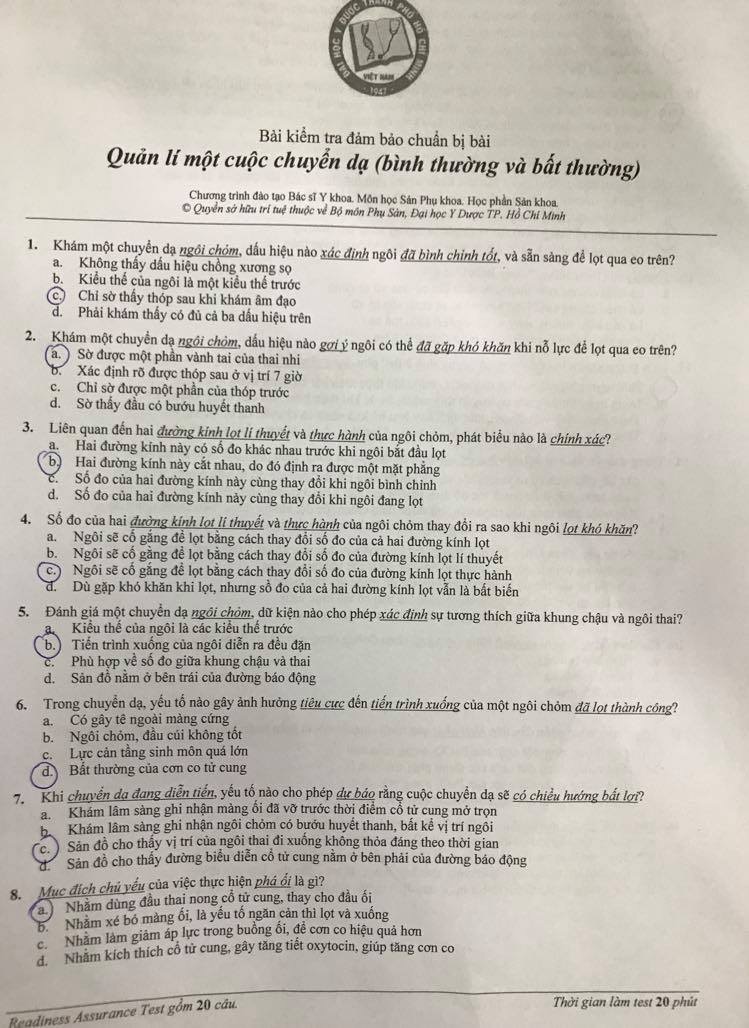 ĐẠI HỌC Y DƯỢC THÀNH PHỐ HỒ CHÍ MINH
VIỆT NAM
1947
Bài kiểm tra đảm bảo chuẩn bị bài
Quản lí một cuộc chuyển dạ (bình thường và bất thường)
Chương trình đào tạo Bác sĩ Y khoa. Môn học Sản Phụ khoa. Học phần Sản khoa.
© Quyền sở hữu trí tuệ thuộc về Bộ môn Phụ Sản, Đại học Y Dược TP. Hồ Chí Minh
1. Khám một chuyển dạ ngôi chỏm, dấu hiệu nào xác định ngôi đã bình chỉnh tốt, và sẵn sàng để lọt qua eo trên?
a. Không thấy dấu hiệu chồng xương sọ
b. Kiểu thế của ngôi là một kiểu thế trước
c. Chỉ sờ thấy thóp sau khi khám âm đạo
d. Phải khám thấy có đủ cả ba dấu hiệu trên
2. Khám một chuyển dạ ngôi chỏm, dấu hiệu nào gợi ý ngôi có thể đã gặp khó khăn khi nỗ lực để lọt qua eo trên?
a. Sờ được một phần vành tai của thai nhi
b. Xác định rõ được thóp sau ở vị trí 7 giờ
c. Chỉ sờ được một phần của thóp trước
d. Sờ thấy đầu có bướu huyết thanh
3. Liên quan đến hai đường kính lọt lí thuyết và thực hành của ngôi chỏm, phát biểu nào là chính xác?
a. Hai đường kính này có số đo khác nhau trước khi ngôi bắt đầu lọt
b. Hai đường kính này cắt nhau, do đó định ra được một mặt phẳng
c. Số đo của hai đường kính này cùng thay đổi khi ngôi bình chỉnh
d. Số đo của hai đường kính này cùng thay đổi khi ngôi đang lọt
4. Số đo của hai đường kính lọt lí thuyết và thực hành của ngôi chỏm thay đổi ra sao khi ngôi lọt khó khăn?
a. Ngôi sẽ cố gắng để lọt bằng cách thay đổi số đo của cả hai đường kính lọt
b. Ngôi sẽ cố gắng để lọt bằng cách thay đổi số đo của đường kính lọt lí thuyết
c. Ngôi sẽ cố gắng để lọt bằng cách thay đổi số đo của đường kính lọt thực hành
d. Dù gặp khó khăn khi lọt, nhưng số đo của cả hai đường kính lọt vẫn là bất biến
5. Đánh giá một chuyển dạ ngôi chỏm, dữ kiện nào cho phép xác định sự tương thích giữa khung chậu và ngôi thai?
a. Kiểu thế của ngôi là các kiểu thế trước
b. Tiến trình xuống của ngôi diễn ra đều đặn
c. Phù hợp về số đo giữa khung chậu và thai
d. Sản đồ nằm ở bên trái của đường báo động
6. Trong chuyển dạ, yếu tố nào gây ảnh hưởng tiêu cực đến tiến trình xuống của một ngôi chỏm đã lọt thành công?
a. Có gây tê ngoài màng cứng
b. Ngôi chỏm, đầu cúi không tốt
c. Lực cản tầng sinh môn quá lớn
d. Bất thường của cơn co tử cung
7. Khi chuyển dạ đang diễn tiến, yếu tố nào cho phép dự báo rằng cuộc chuyển dạ sẽ có chiều hướng bất lợi?
a. Khám lâm sàng ghi nhận màng ối đã vỡ trước thời điểm cổ tử cung mở trọn
b. Khám lâm sàng ghi nhận ngôi chỏm có bướu huyết thanh, bất kể vị trí ngôi
c. Sản đồ cho thấy vị trí của ngôi thai đi xuống không thỏa đáng theo thời gian
d. Sản đồ cho thấy đường biểu diễn cổ tử cung nằm ở bên phải của đường báo động
8. Mục đích chủ yếu của việc thực hiện phá ối là gì?
a. Nhằm dùng đầu thai nong cổ tử cung, thay cho đầu ối
b. Nhằm xé bỏ màng ối, là yếu tố ngăn cản thì lọt và xuống
c. Nhằm làm giảm áp lực trong buồng ối, để cơn co hiệu quả hơn
d. Nhằm kích thích cổ tử cung, gây tăng tiết oxytocin, giúp tăng cơn co
Readiness Assurance Test gồm 20 câu.
Thời gian làm test 20 phút